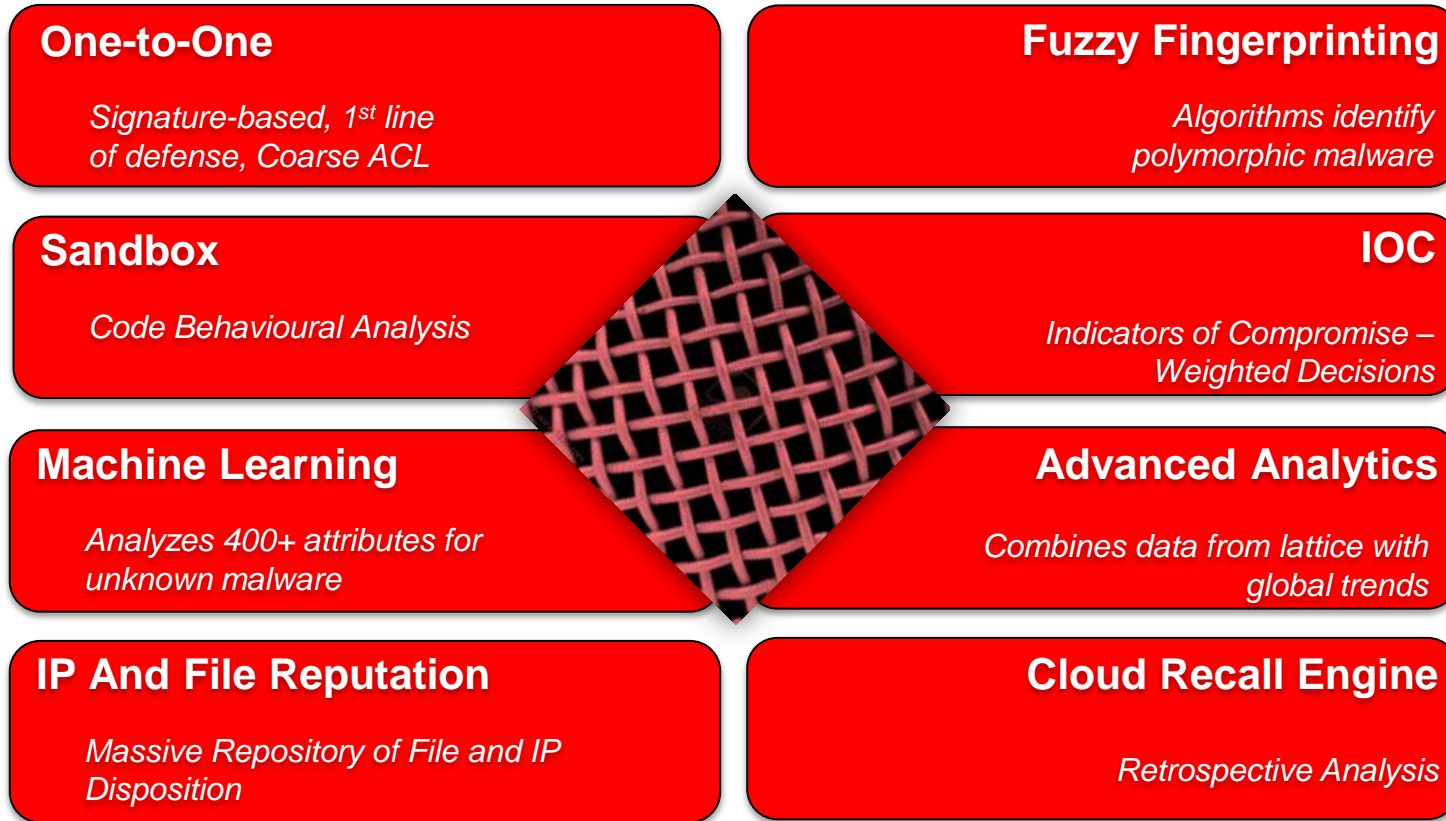 One-to-One
Signature-based, 1st line
of defense, Coarse ACL
Fuzzy Fingerprinting
Algorithms identify
polymorphic malware
Sandbox
Code Behavioural Analysis
IOC
Indicators of Compromise –
Weighted Decisions
Machine Learning
Analyzes 400+ attributes for
unknown malware
Advanced Analytics
Combines data from lattice with
global trends
IP And File Reputation
Massive Repository of File and IP
Disposition
Cloud Recall Engine
Retrospective Analysis